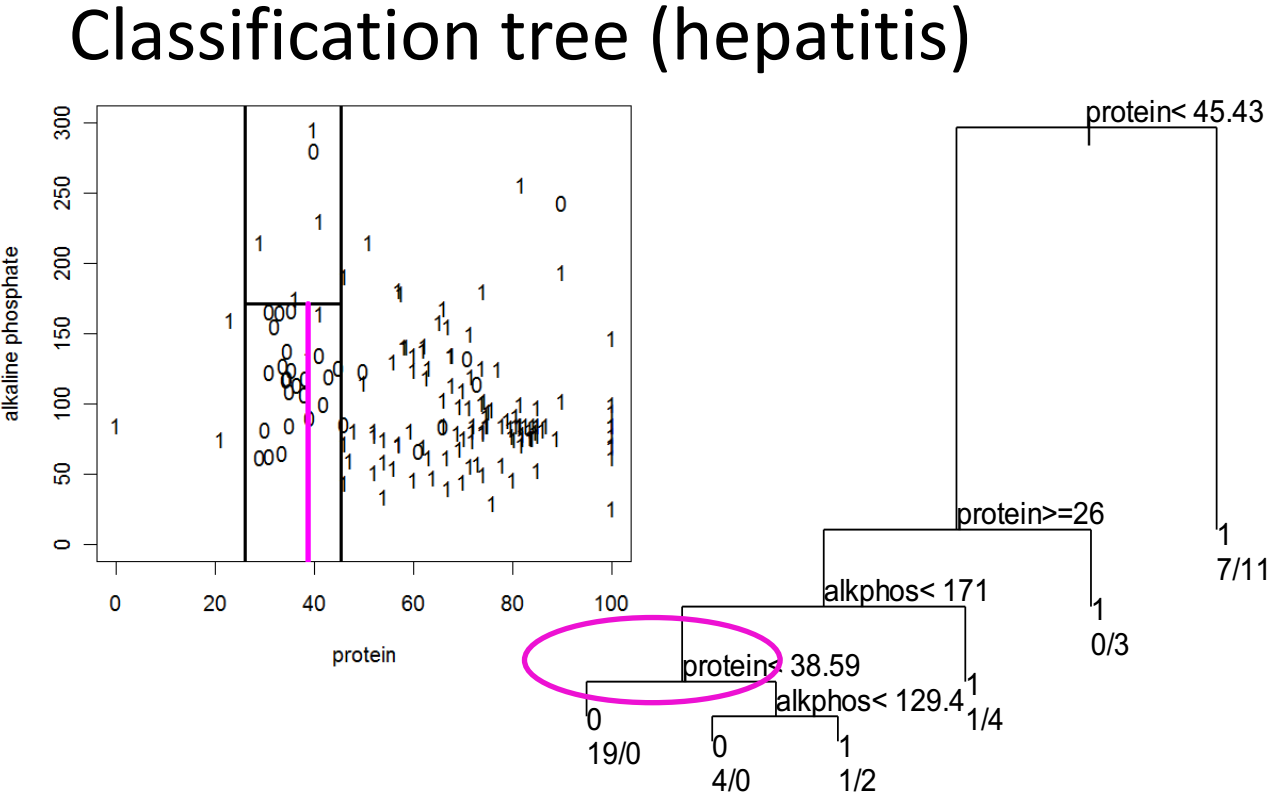 Classification tree (hepatitis)
alkaline phosphate
300
250
200
150
100
50
0
0 20 40 60 80 100
protein
protein< 45.43
protein>=26
1
7/11
alkphos< 171
1
0/3
protein< 38.59
1
1/4
alkphos< 129.4
0
19/0
0
4/0
1
1/2